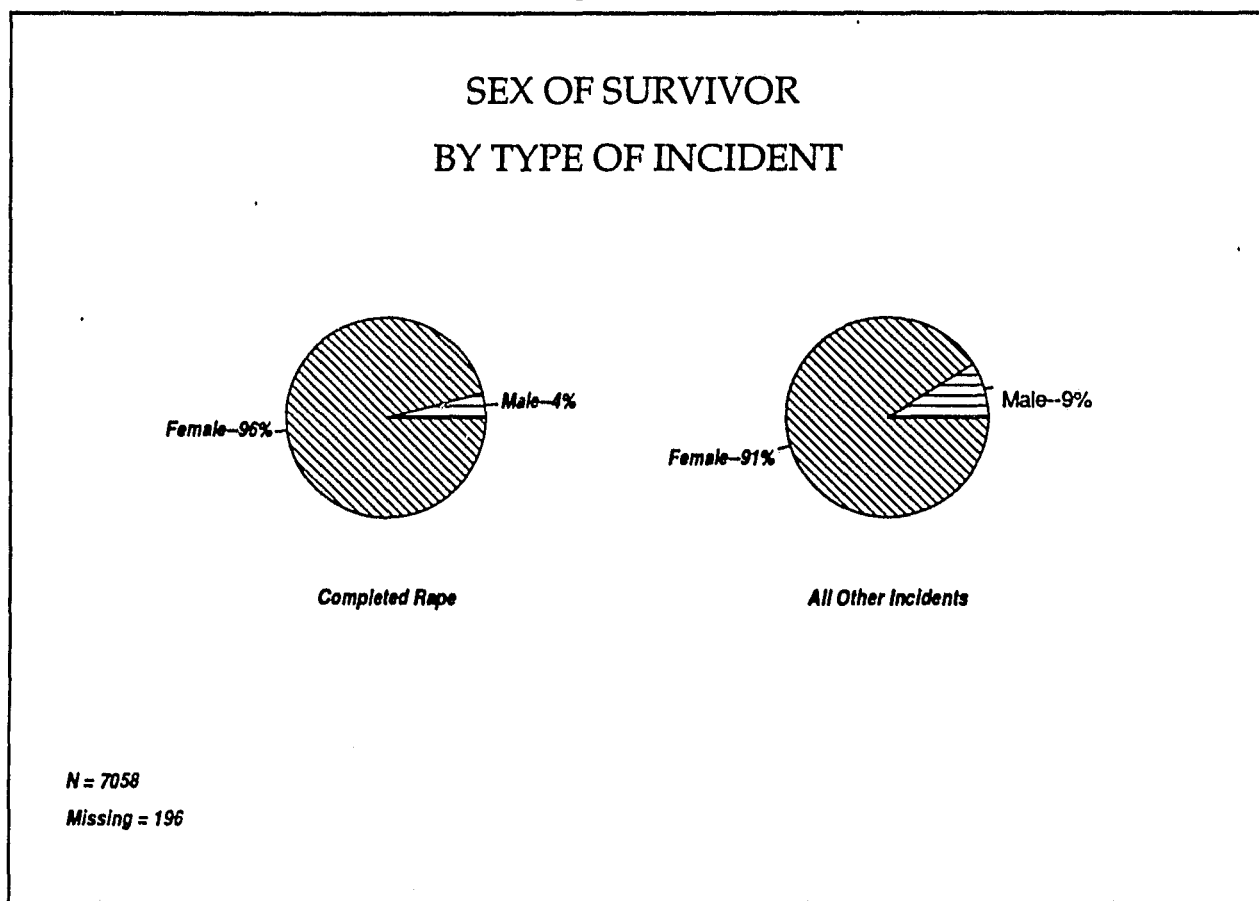 SEX OF SURVIVOR
BY TYPE OF INCIDENT
Female--96%
Male--4%
Completed Rape
Female--91%
Male--9%
All Other Incidents
N = 7058
Missing = 196